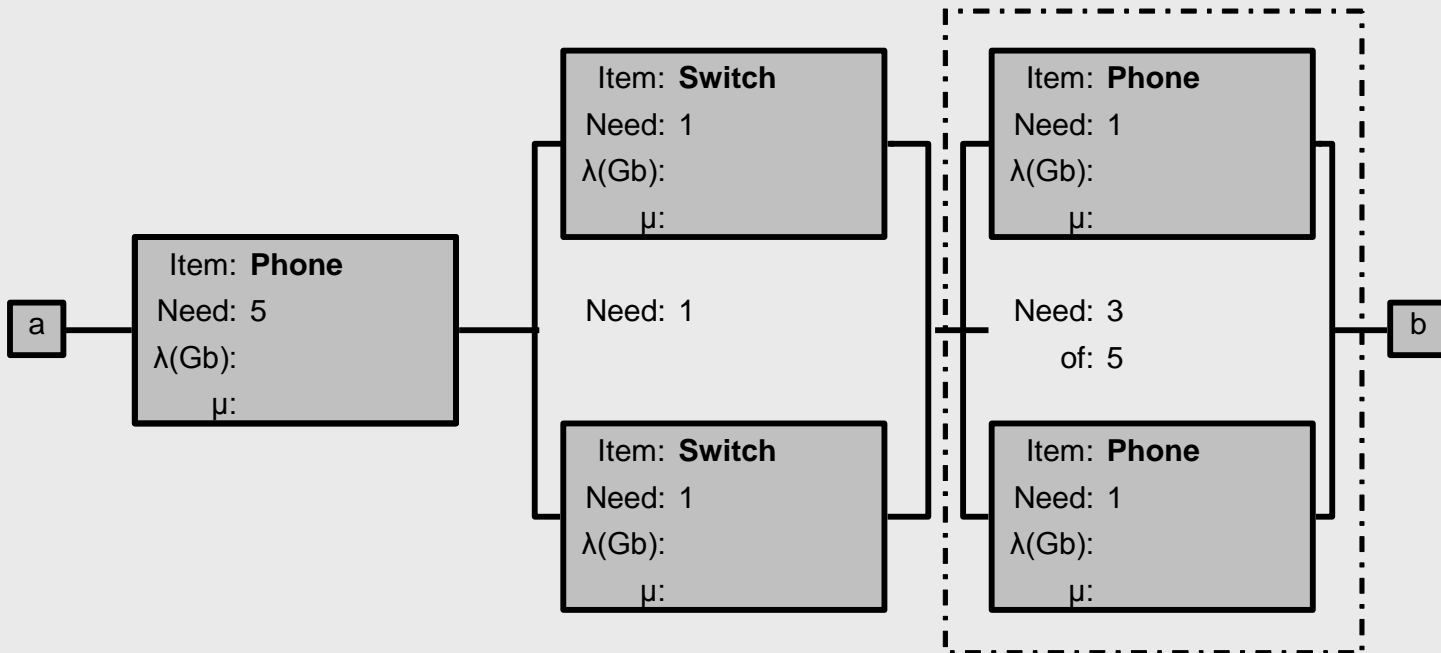 Item: Switch
Need: 1
λ(Gb):
μ:
Item: Phone
Need: 1
λ(Gb):
μ:
a
Item: Phone
Need: 5
λ(Gb):
μ:
Need: 1
Need: 3
of: 5
b
Item: Switch
Need: 1
λ(Gb):
μ:
Item: Phone
Need: 1
λ(Gb):
μ: